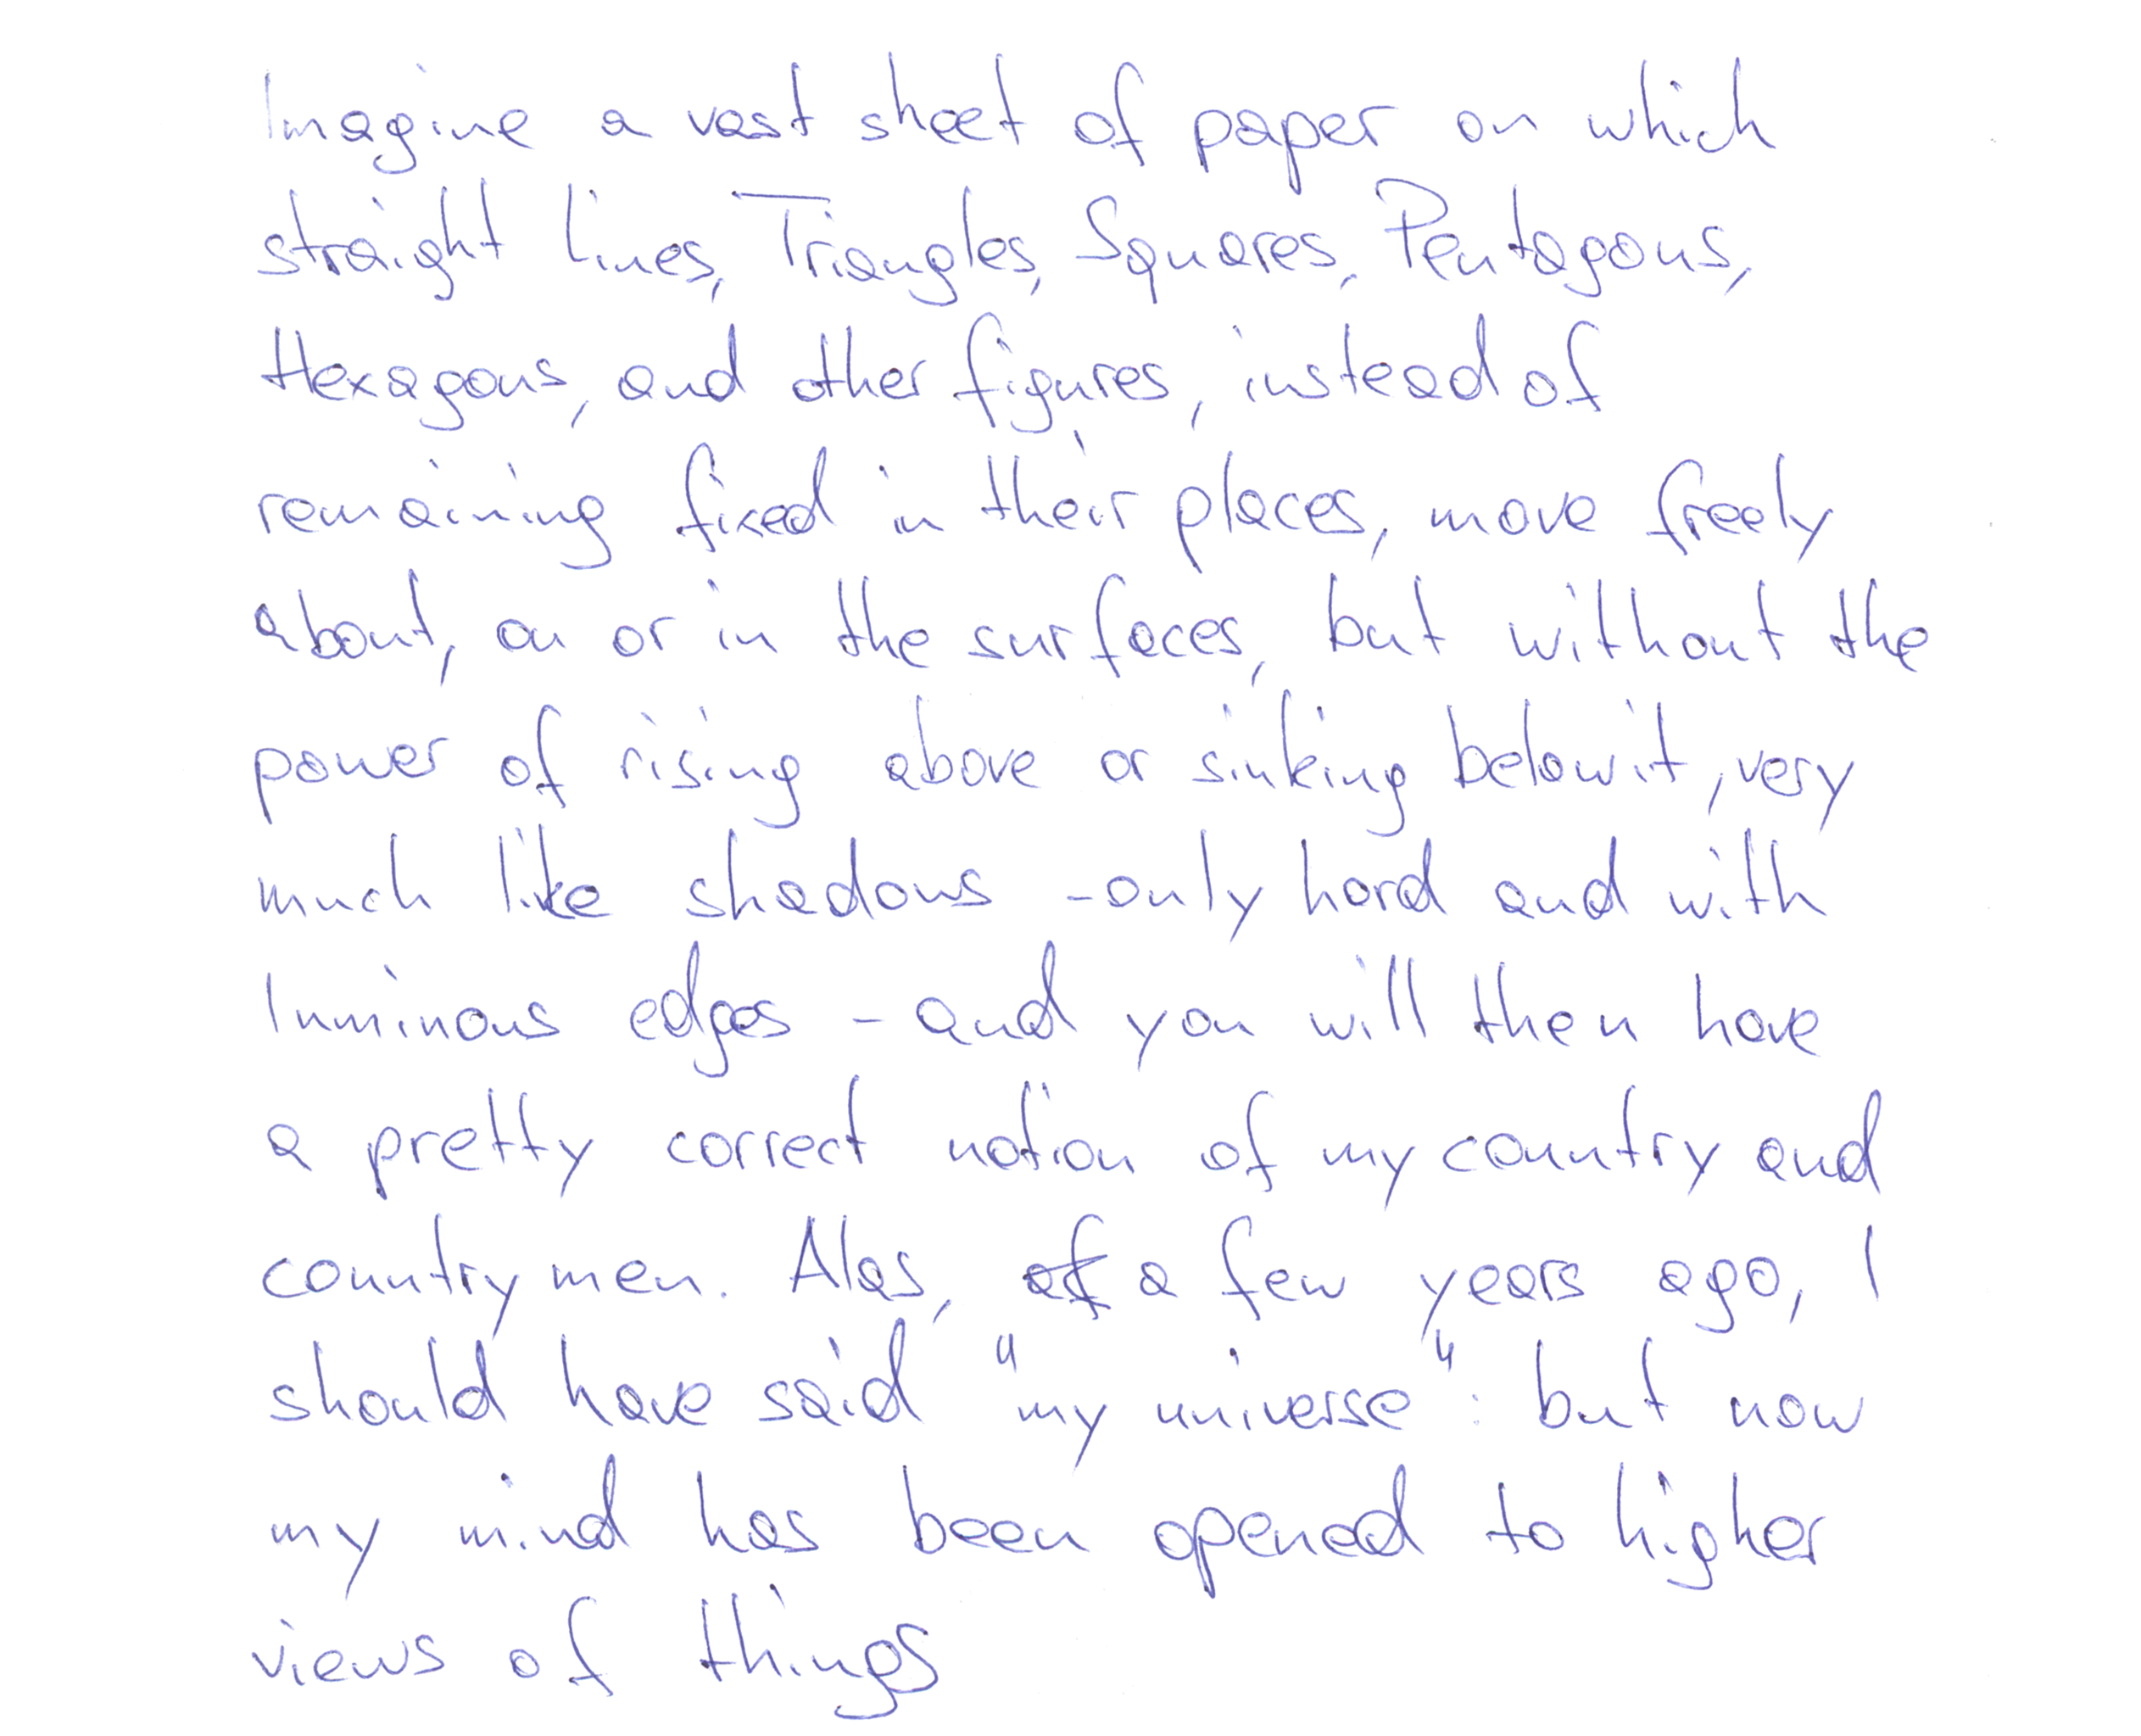 Imagine a vast sheet of paper on which
straight Lines, Triangles, Squares, Pentagons,
Hexagons, and other figures, instead of
remaining fixed in their places, move freely
about, on or in the surfaces, but without the
power of rising above or sinking below it, very
much like shadows - only hard and with
luminous edges - and you will then have
a pretty correct notion of my country and
countrymen. Alas, a few years ago, I
should have said "my universe": but now
my mind has been opened to higher
views of things